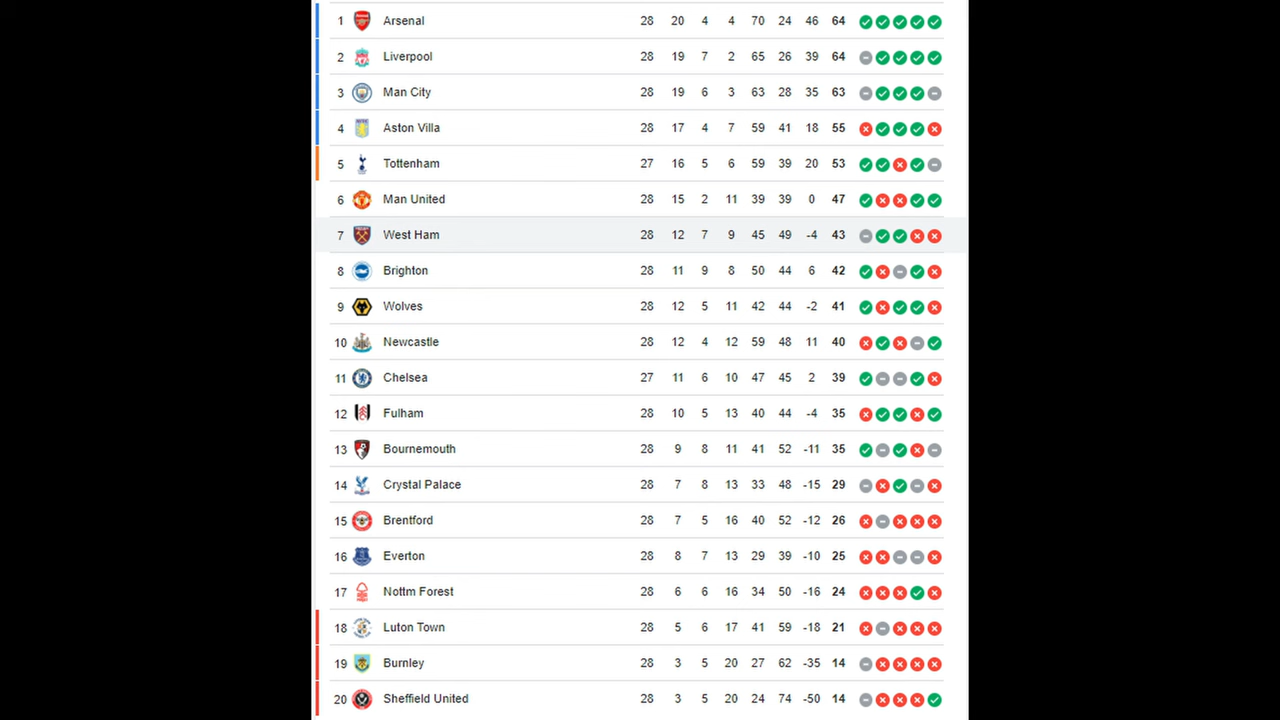 1 Arsenal 28 20 4 4 70 24 46 64
2 Liverpool 28 19 7 2 65 26 39 64
3 Man City 28 19 6 3 63 28 35 63
4 Aston Villa 28 17 4 7 59 41 18 55
5 Tottenham 27 16 5 6 59 39 20 53
6 Man United 28 15 2 11 39 39 0 47
7 West Ham 28 12 7 9 45 49 -4 43
8 Brighton 28 11 9 8 50 44 6 42
9 Wolves 28 12 5 11 42 44 -2 41
10 Newcastle 28 12 4 12 59 48 11 40
11 Chelsea 27 11 6 10 47 45 2 39
12 Fulham 28 10 5 13 40 44 -4 35
13 Bournemouth 28 9 8 11 41 52 -11 35
14 Crystal Palace 28 7 8 13 33 48 -15 29
15 Brentford 28 7 5 16 40 52 -12 26
16 Everton 28 8 7 13 29 39 -10 25
17 Nottm Forest 28 6 6 16 34 50 -16 24
18 Luton Town 28 5 6 17 41 59 -18 21
19 Burnley 28 3 5 20 27 62 -35 14
20 Sheffield United 28 3 5 20 24 74 -50 14